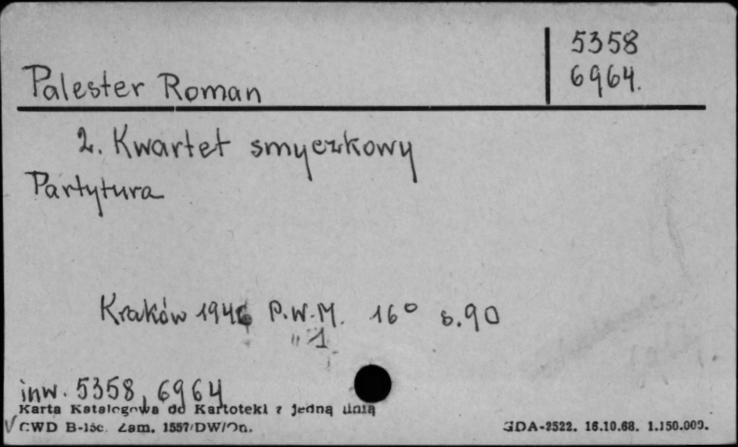 5358
6964.
Palester Roman
2. Kwartet smyczkowy
Partytura
Kraków 1946 P.W.M. 16° s.90
" 1
inw. 5358, 6964
Karta Katalogowa do Kartoteki z jedną linią
CWD B-15c. Zam. 1557/DW/On.
GDA-2522. 16.10.68. 1.150.000.